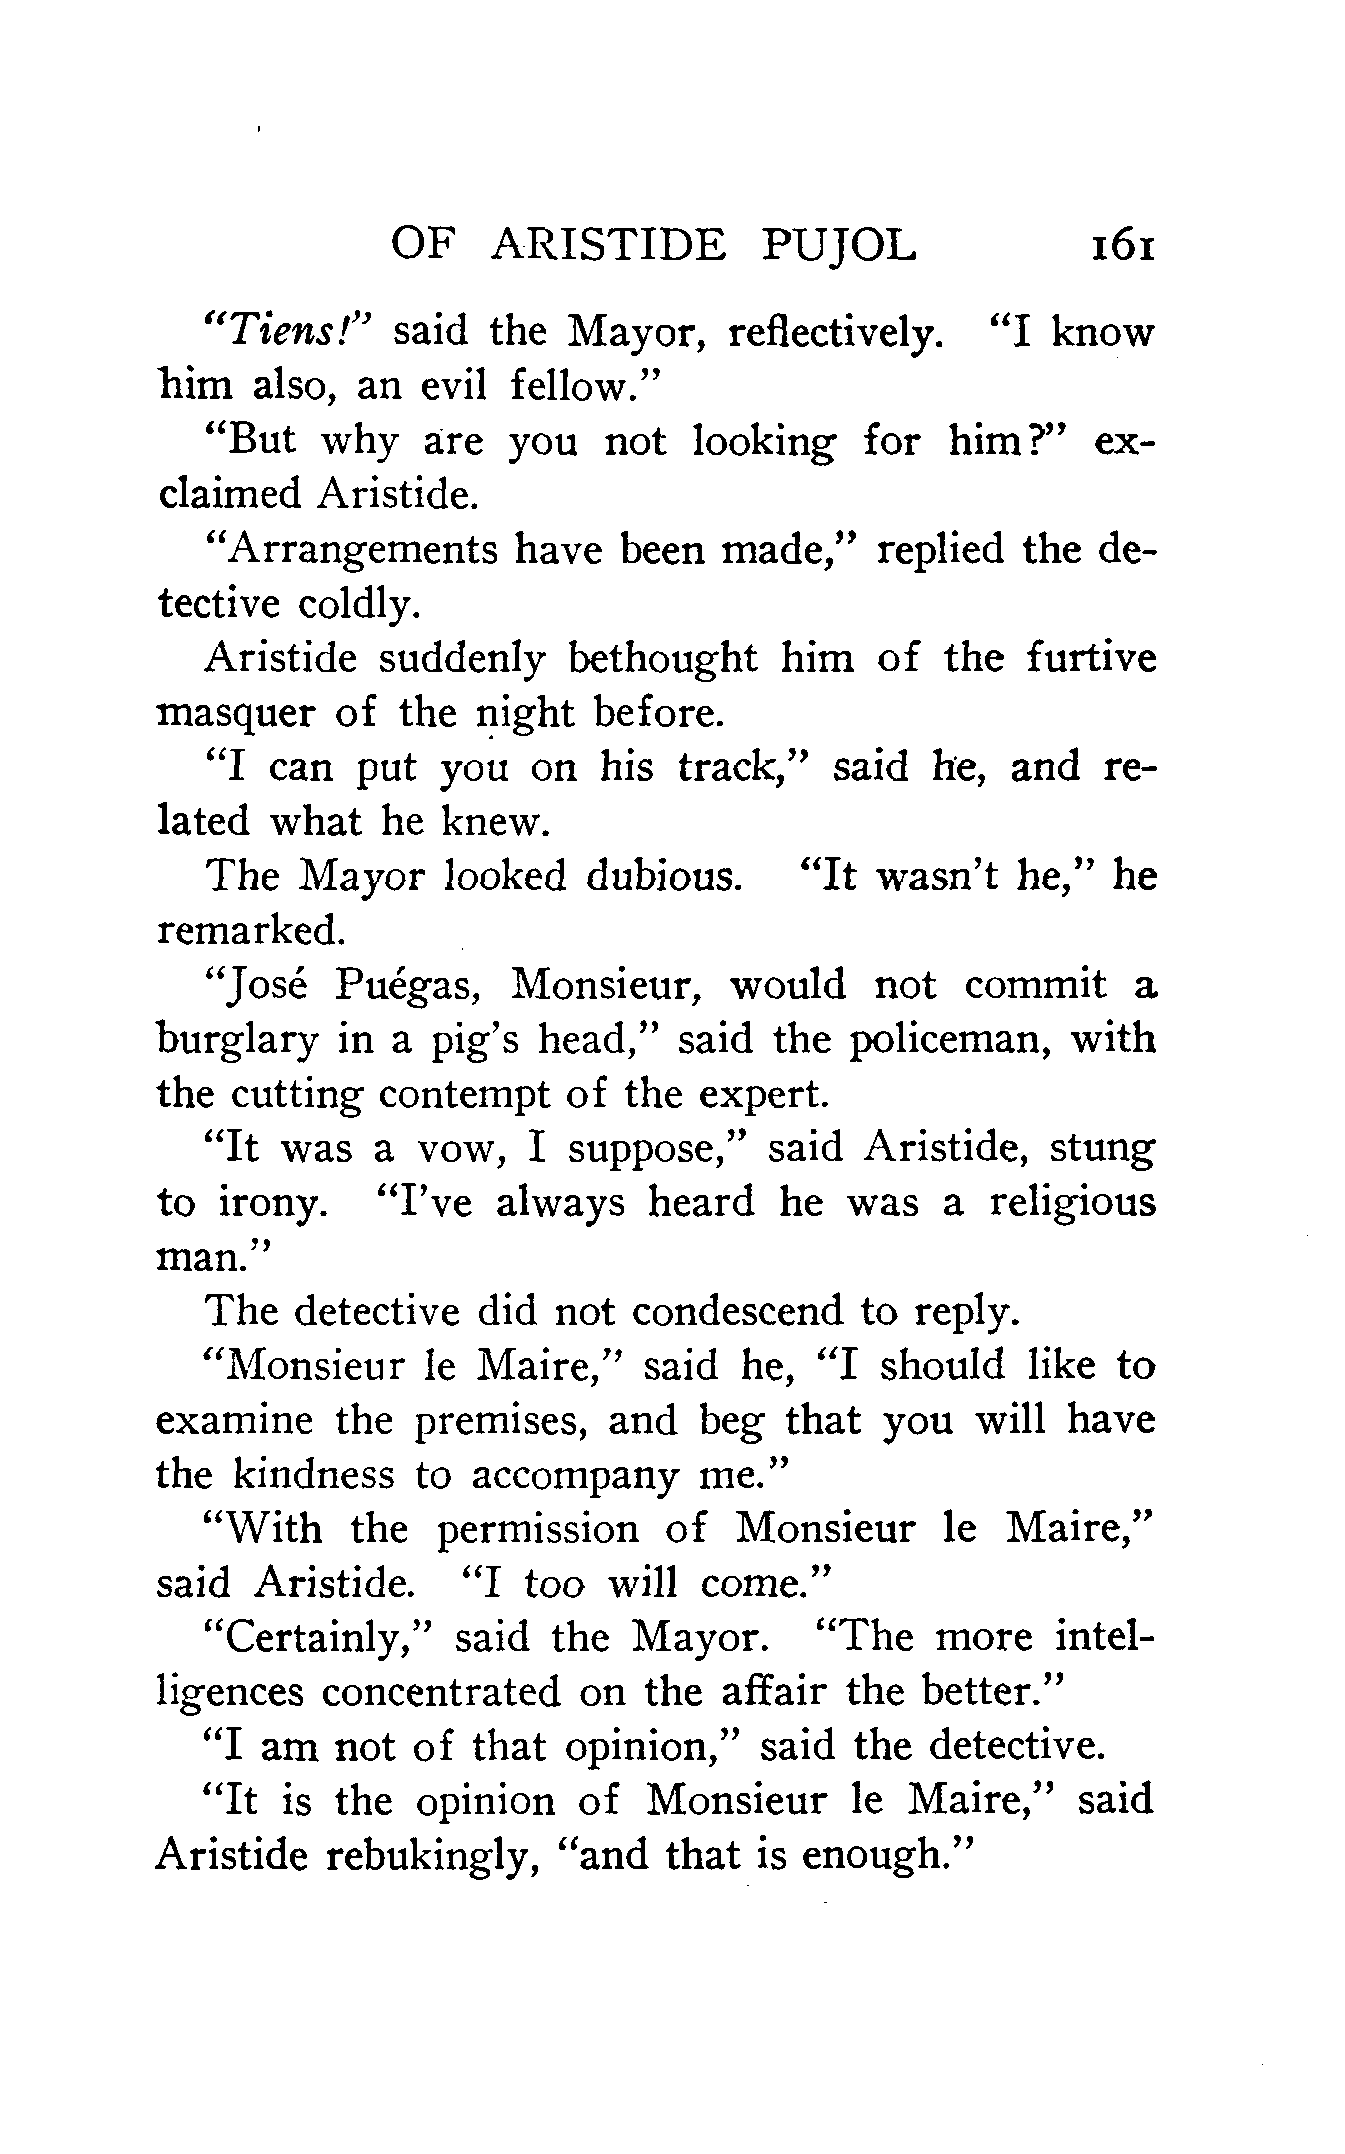 OF ARISTIDE PUJOL 161
“Tiens!” said the Mayor, reflectively. “I know
him also, an evil fellow.”
“But why are you not looking for him?” ex-
claimed Aristide.
“Arrangements have been made,” replied the de-
tective coldly.
Aristide suddenly bethought him of the furtive
masquer of the night before.
“I can put you on his track,” said he, and re-
lated what he knew.
The Mayor looked dubious. “It wasn’t he,” he
remarked.
“José Puégas, Monsieur, would not commit a
burglary in a pig’s head,” said the policeman, with
the cutting contempt of the expert.
“It was a vow, I suppose,” said Aristide, stung
to irony. “I’ve always heard he was a religious
man.”
The detective did not condescend to reply.
“Monsieur le Maire,” said he, “I should like to
examine the premises, and beg that you will have
the kindness to accompany me.”
“With the permission of Monsieur le Maire,”
said Aristide. “I too will come.”
“Certainly,” said the Mayor. “The more intel-
ligences concentrated on the affair the better.”
“I am not of that opinion,” said the detective.
“It is the opinion of Monsieur le Maire,” said
Aristide rebukingly, “and that is enough.”